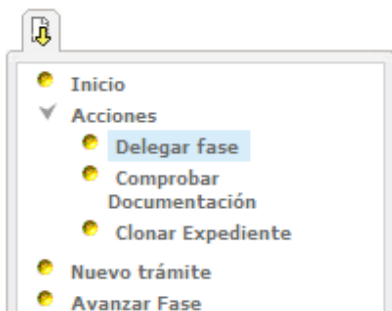 Inicio
Acciones
Delegar fase
Comprobar
Documentación
Clonar Expediente
Nuevo trámite
Avanzar Fase